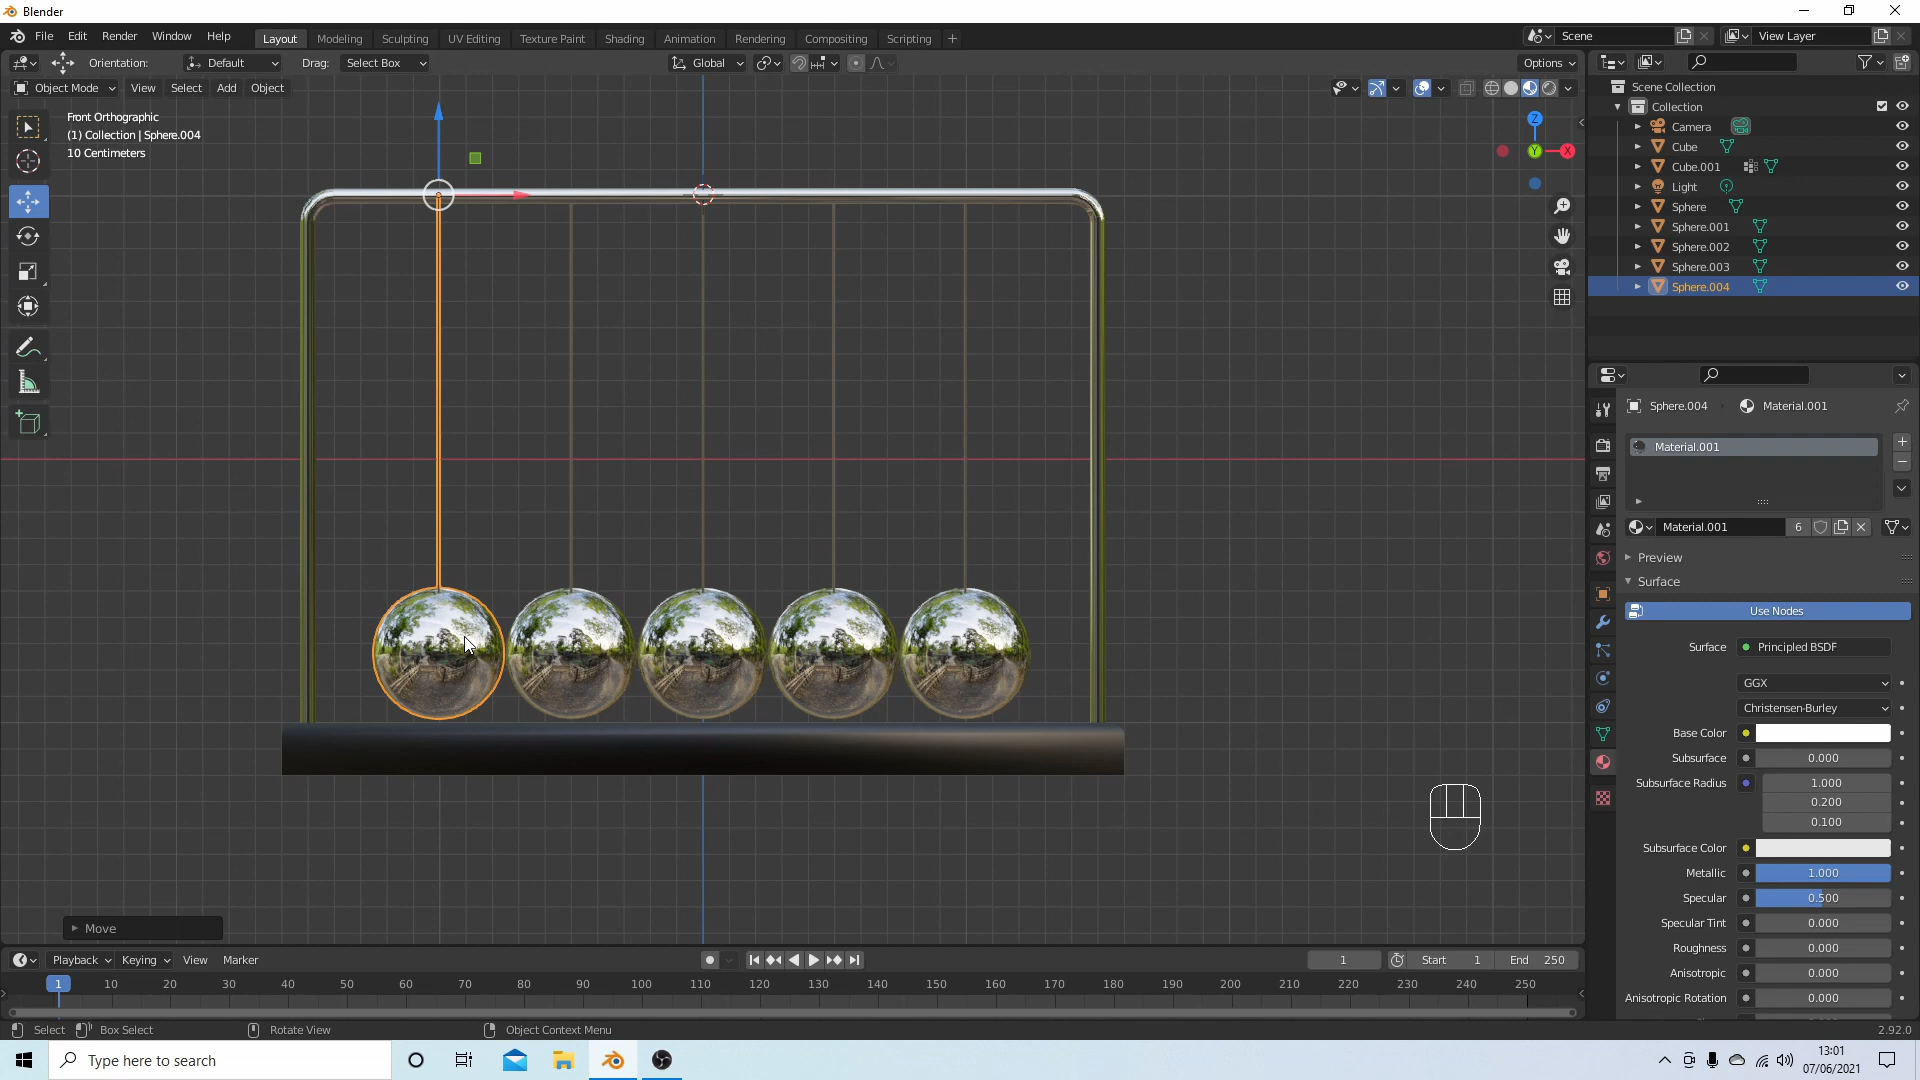 Blender
File Edit Render Window Help
Layout Modeling Sculpting UV Editing Texture Paint Shading Animation Rendering Compositing Scripting +
Scene
View Layer
Orientation: Default Drag: Select Box
Global
Options
Object Mode View Select Add Object
Front Orthographic
(1) Collection | Sphere.004
10 Centimeters
Z
Y
X
Scene Collection
Collection
Camera
Cube
Cube.001
Light
Sphere
Sphere.001
Sphere.002
Sphere.003
Sphere.004
Sphere.004 Material.001
Material.001
Material.001 6
Preview
Surface
Use Nodes
Surface Principled BSDF
GGX
Christensen-Burley
Base Color
Subsurface 0.000
Subsurface Radius 1.000
0.200
0.100
Subsurface Color
Metallic 1.000
Specular 0.500
Specular Tint 0.000
Roughness 0.000
Anisotropic 0.000
Anisotropic Rotation 0.000
Move
Playback Keying View Marker
1 Start 1 End 250
1 10 20 30 40 50 60 70 80 90 100 110 120 130 140 150 160 170 180 190 200 210 220 230 240 250
Select Box Select Rotate View Object Context Menu
2.92.0
Type here to search
13:01
07/06/2021